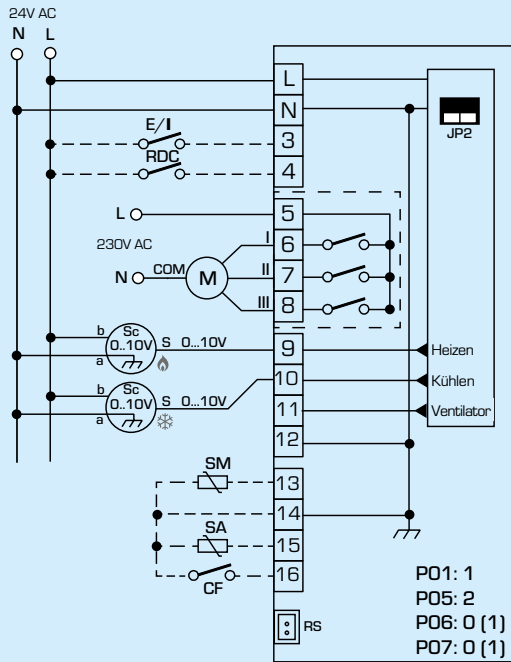 24V AC
N L
L
N
JP2
E/I
3
RDC
4
L
5
230V AC
I
6
N COM M II
7
III
8
b Sc
0..10V S 0...10V
a
9 Heizen
b Sc
0..10V S 0...10V
a
10 Kühlen
11 Ventilator
12
SM
13
14
SA
15
16
CF
RS
P01: 1
P05: 2
P06: 0 (1)
P07: 0 (1)